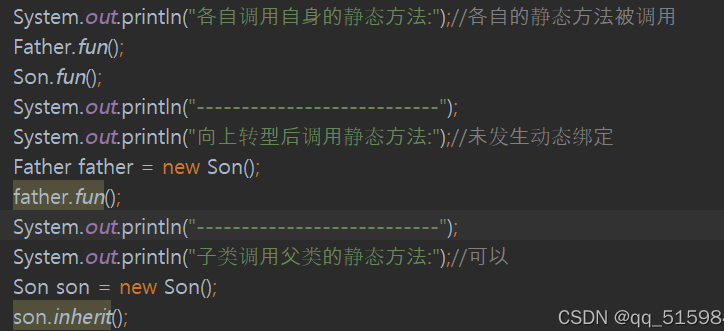 System.out.println("各自调用自身的静态方法:");//各自的静态方法被调用
Father.fun();
Son.fun();
System.out.println("---------------------------");
System.out.println("向上转型后调用静态方法:");//未发生动态绑定
Father father = new Son();
father.fun();
System.out.println("---------------------------");
System.out.println("子类调用父类的静态方法:");//可以
Son son = new Son();
son.inherit();
CSDN @qq_51598